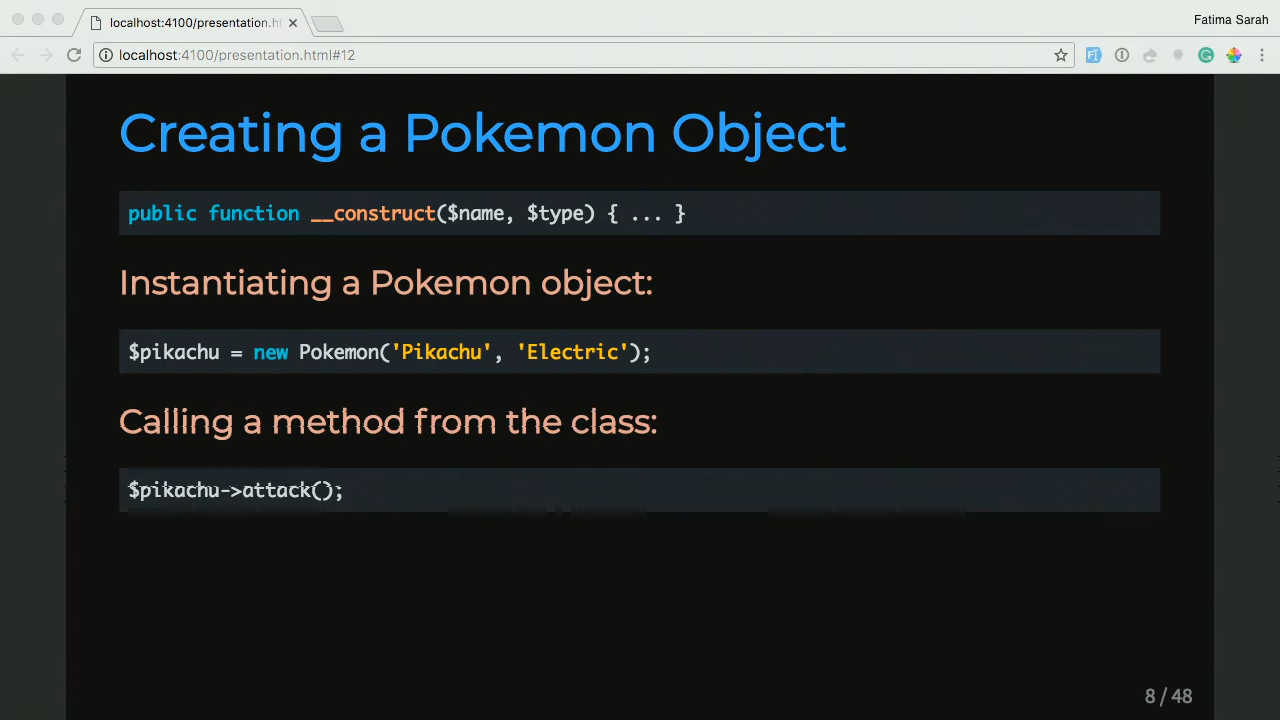 localhost:4100/presentation.ht
Fatima Sarah
localhost:4100/presentation.html#12
Creating a Pokemon Object
public function __construct($name, $type) { ... }
Instantiating a Pokemon object:
$pikachu = new Pokemon('Pikachu', 'Electric');
Calling a method from the class:
$pikachu->attack();
8 / 48